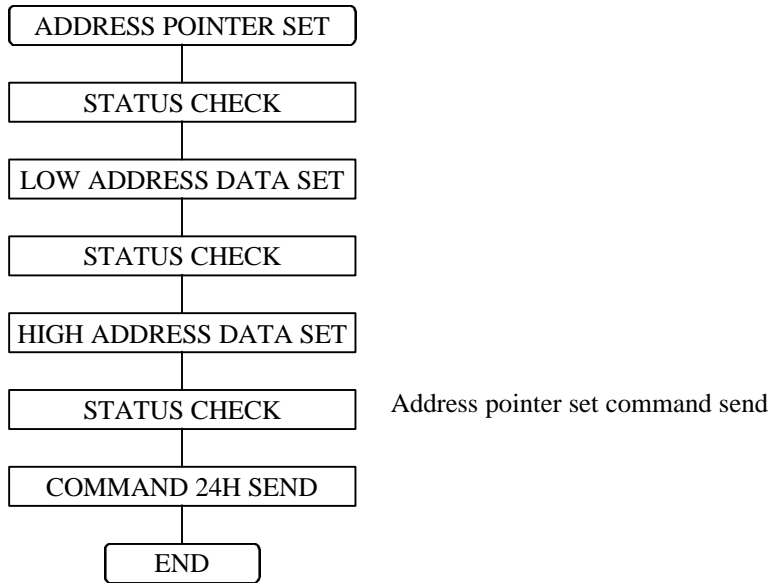 ADDRESS POINTER SET
STATUS CHECK
LOW ADDRESS DATA SET
STATUS CHECK
HIGH ADDRESS DATA SET
STATUS CHECK
Address pointer set command send
COMMAND 24H SEND
END